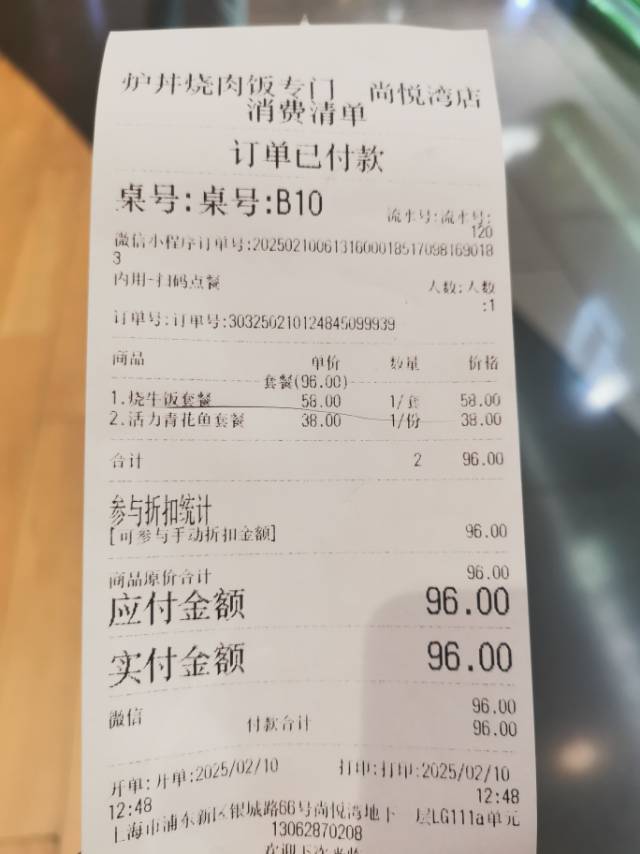 炉丼烧肉饭专门 尚悦湾店
消费清单
订单已付款
桌号:桌号:B10
流水号:流水号:
120
微信小程序订单号:2025021006131600018517098169018
3
内用-扫码点餐
人数:人数
:1
订单号:订单号:303250210124845099939
商品 单价 数量 价格
套餐(96.00)
1.烧牛饭套餐 58.00 1/套 58.00
2.活力青花鱼套餐 38.00 1/份 38.00
合计 2 96.00
参与折扣统计
[可参与手动折扣金额] 96.00
商品原价合计 96.00
应付金额 96.00
实付金额 96.00
微信 96.00
付款合计 96.00
开单:开单:2025/02/10 打印:打印:2025/02/10
12:48 12:48
上海市浦东新区银城路66号尚悦湾地下一层LG111a单元
13062870208
欢迎下次光临